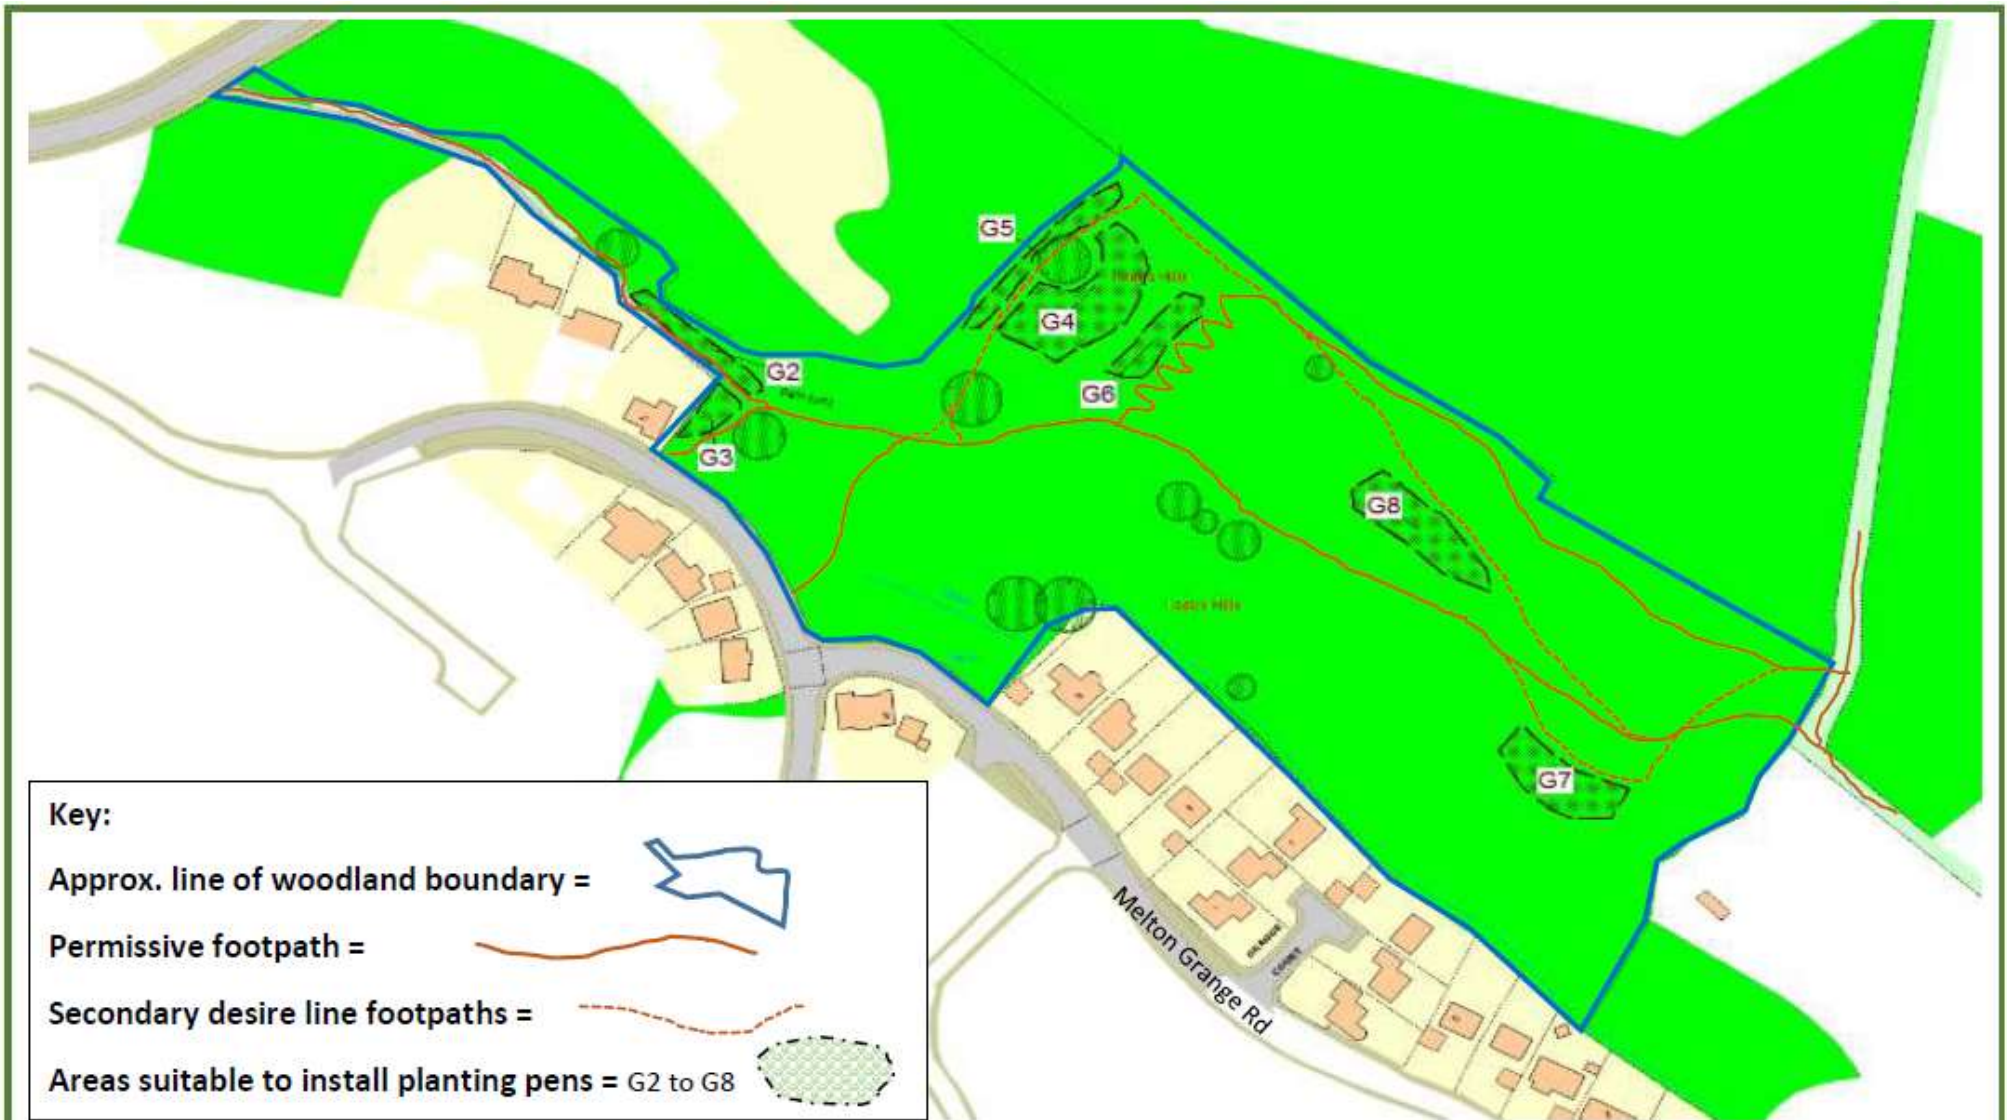 G5
G4
G2
G6
G3
G8
G7
Key:
Approx. line of woodland boundary =
Permissive footpath =
Secondary desire line footpaths =
Areas suitable to install planting pens = G2 to G8
Melton Grange Rd
COURT